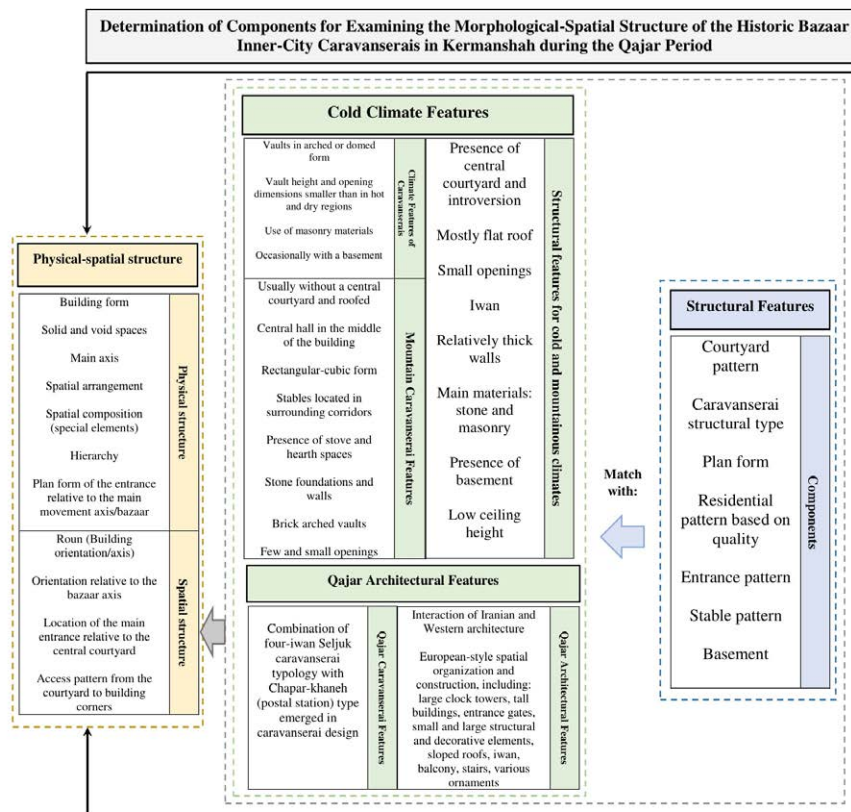 Determination of Components for Examining the Morphological-Spatial Structure of the Historic Bazaar
Inner-City Caravanserais in Kermanshah during the Qajar Period
Physical-spatial structure
Building form
Solid and void spaces
Main axis
Spatial arrangement
Spatial composition
(special elements)
Hierarchy
Plan form of the entrance
relative to the main
movement axis/bazaar
Physical structure
Roun (Building
orientation/axis)
Orientation relative to the
bazaar axis
Location of the main
entrance relative to the
central courtyard
Access pattern from the
courtyard to building
corners
Spatial structure
Cold Climate Features
Vaults in arched or domed
form
Vault height and opening
dimensions smaller than in hot
and dry regions
Use of masonry materials
Occasionally with a basement
Climate Features of
Caravanserais
Usually without a central
courtyard and roofed
Central hall in the middle
of the building
Rectangular-cubic form
Stables located in
surrounding corridors
Presence of stove and
hearth spaces
Stone foundations and
walls
Brick arched vaults
Few and small openings
Mountain Caravanserai Features
Presence of
central
courtyard and
introversion
Mostly flat roof
Small openings
Iwan
Relatively thick
walls
Main materials:
stone and
masonry
Presence of
basement
Low ceiling
height
Structural features for cold and mountainous climates
Qajar Architectural Features
Combination of
four-iwan Seljuk
caravanserai
typology with
Chapar-khaneh
(postal station) type
emerged in
caravanserai design
Qajar Caravanserai Features
Interaction of Iranian and
Western architecture
European-style spatial
organization and
construction, including:
large clock towers, tall
buildings, entrance gates,
small and large structural
and decorative elements,
sloped roofs, iwan,
balcony, stairs, various
ornaments
Qajar Architectural Features
Match
with:
Structural Features
Courtyard
pattern
Caravanserai
structural type
Plan form
Residential
pattern based on
quality
Entrance pattern
Stable pattern
Basement
Components